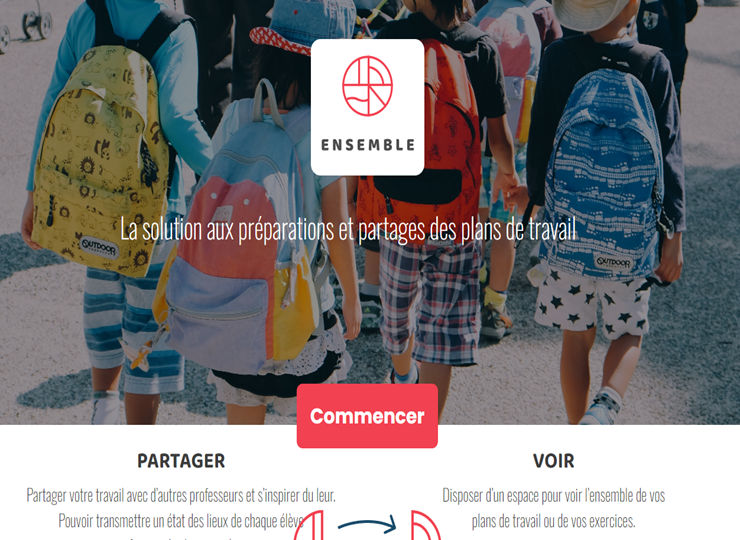 ENSEMBLE
La solution aux préparations et partages des plans de travail
OUTDOOR
OUTDOOR
Commencer
PARTAGER
Partager votre travail avec d'autres professeurs et s'inspirer du leur.
Pouvoir transmettre un état des lieux de chaque élève
VOIR
Disposer d'un espace pour voir l'ensemble de vos
plans de travail ou de vos exercices.